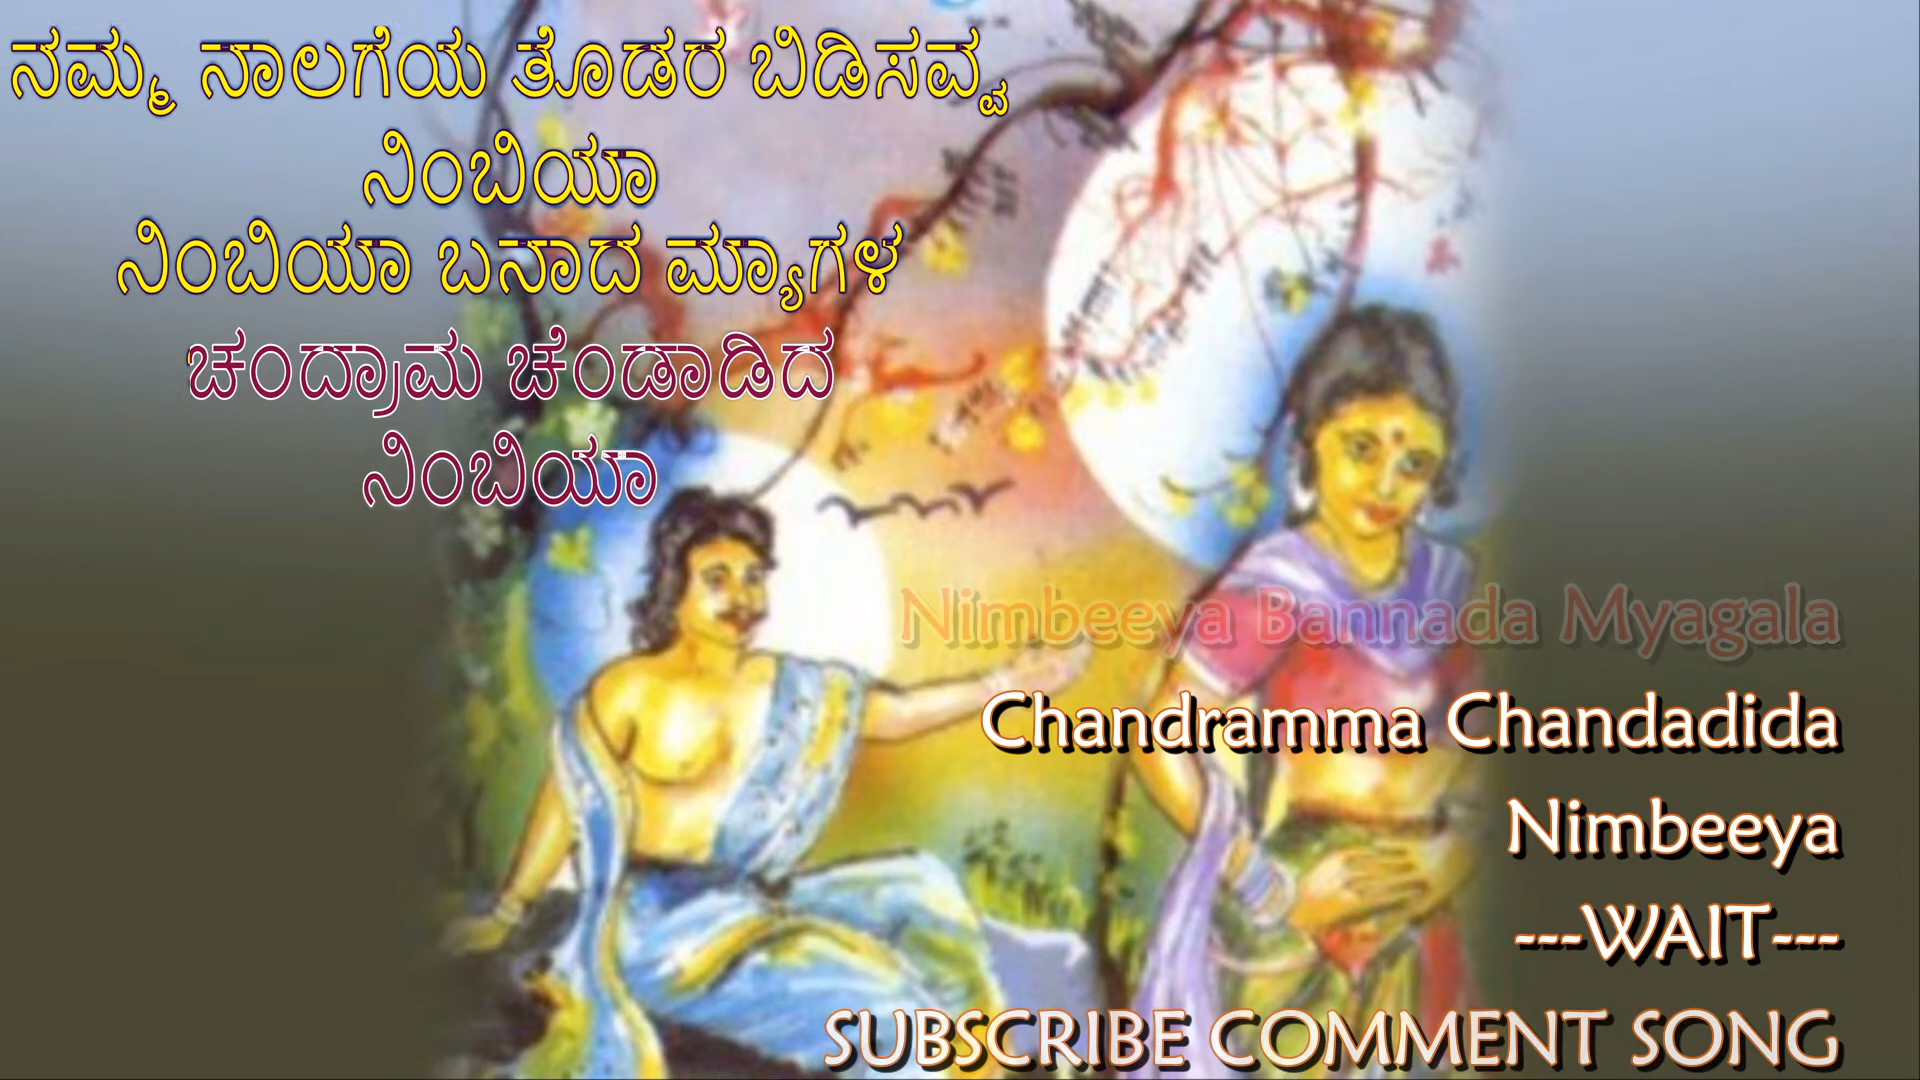 ನಮ್ಮ ನಾಲಗೆಯ ತೊಡರ ಬಿಡಿಸವ್ವ
ನಿಂಬಿಯಾ
ನಿಂಬಿಯಾ ಬನಾದ ಮ್ಯಾಗಳ
ಚಂದ್ರಾಮ ಚೆಂಡಾಡಿದ
ನಿಂಬಿಯಾ
Nimbeeya Bannada Myagala
Chandramma Chandadida
Nimbeeya
---WAIT---
SUBSCRIBE COMMENT SONG